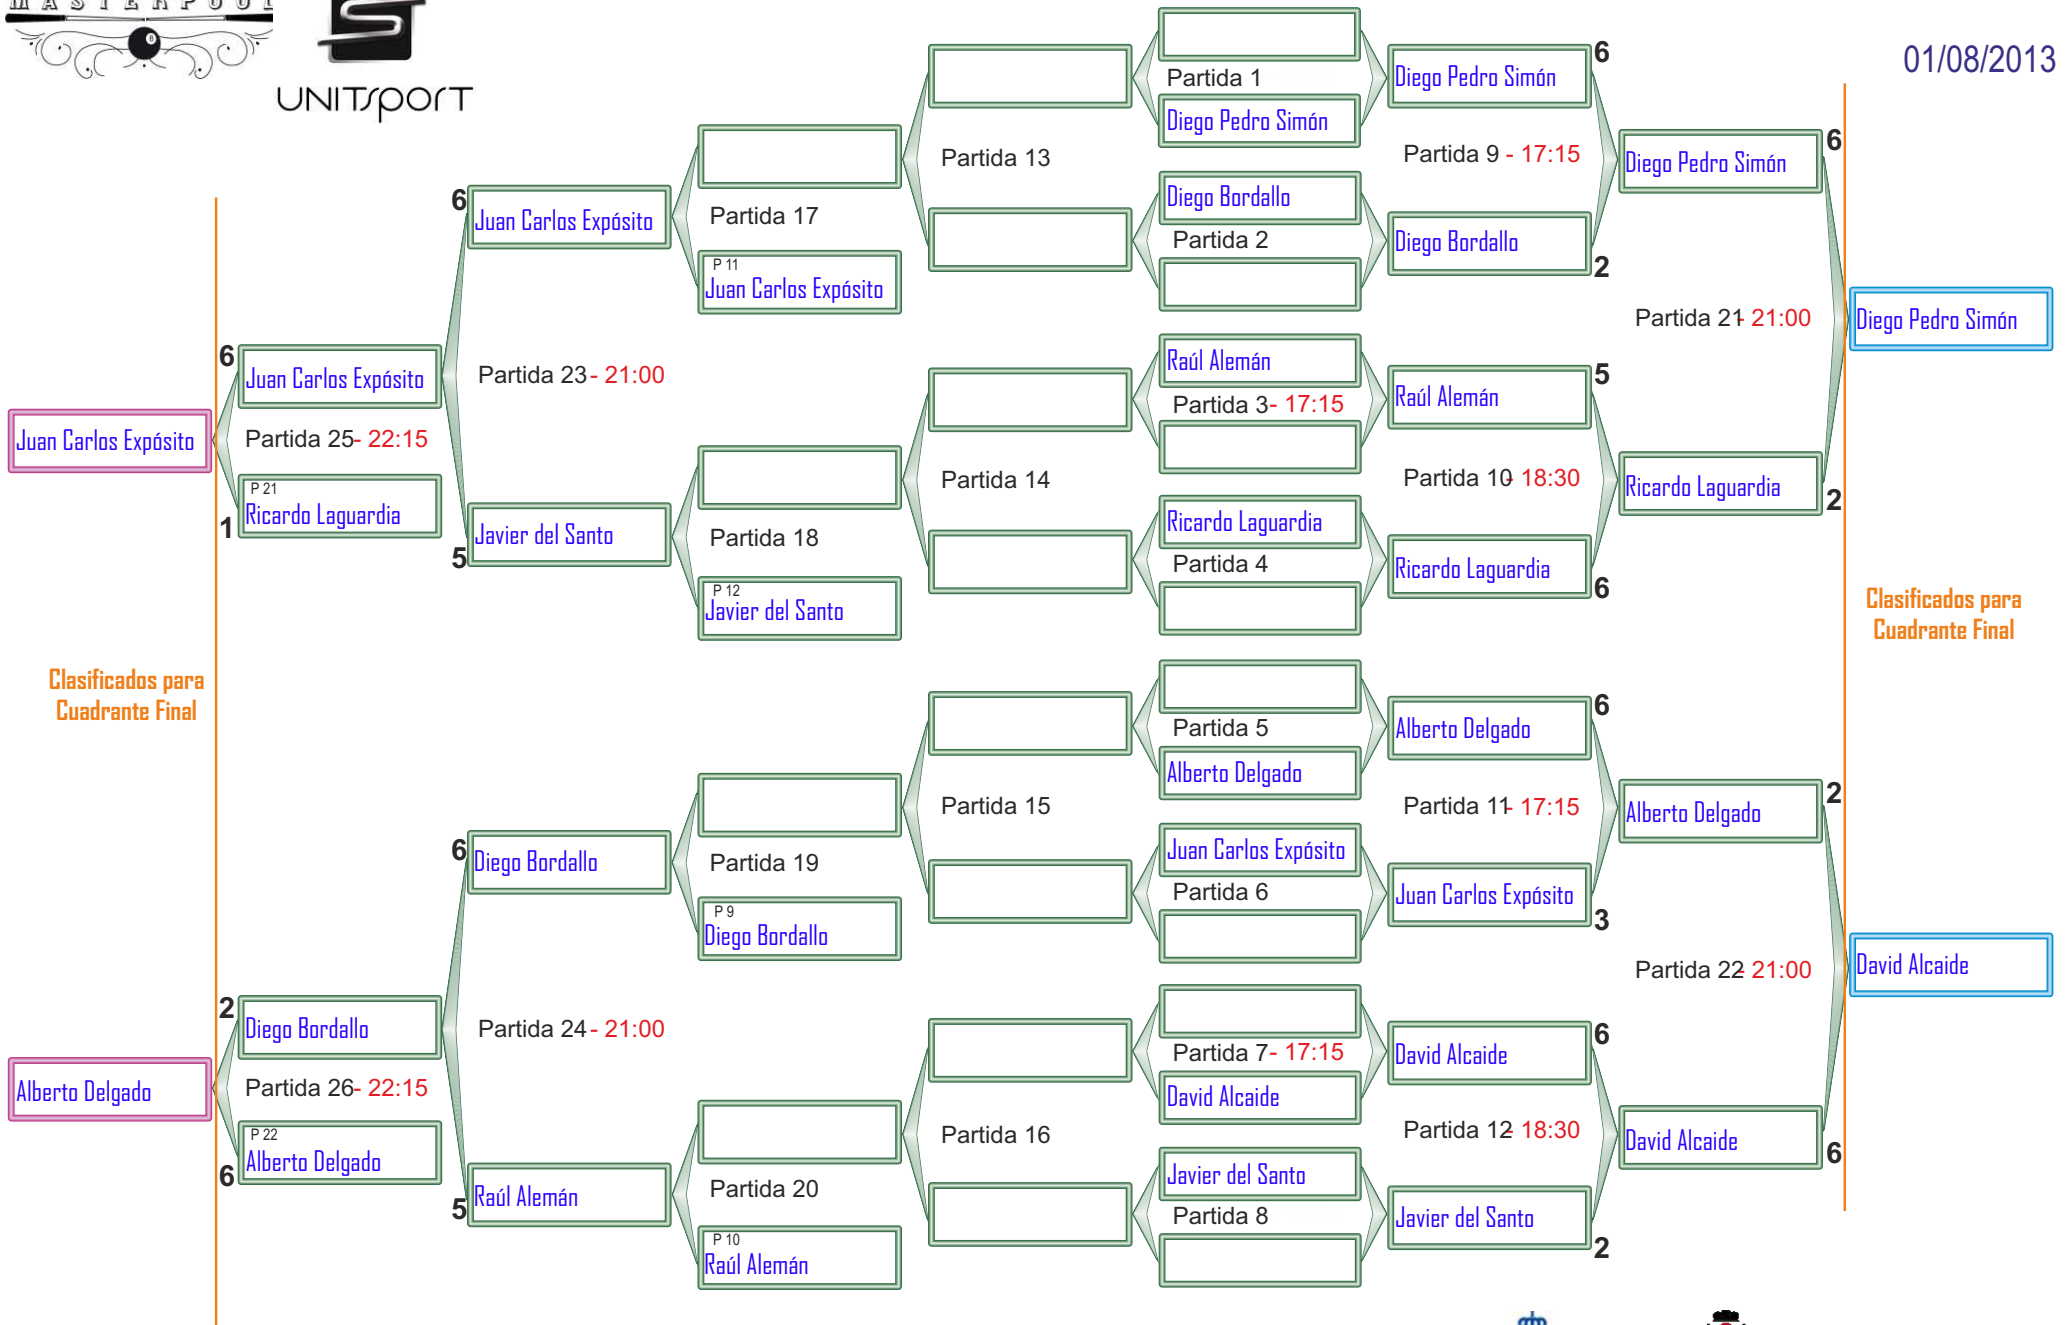 MASTERPOOL
8
UNITSPORT
01/08/2013
Partida 1
Diego Pedro Simón
Diego Pedro Simón
6
Partida 9 - 17:15
Diego Bordallo
Partida 2
Diego Bordallo
2
Diego Pedro Simón
6
Partida 21 - 21:00
Diego Pedro Simón
Raúl Alemán
Partida 3 - 17:15
Raúl Alemán
5
Partida 10 - 18:30
Ricardo Laguardia
Partida 4
Ricardo Laguardia
6
Ricardo Laguardia
2
Clasificados para
Cuadrante Final
Partida 5
Alberto Delgado
Alberto Delgado
6
Partida 11 - 17:15
Juan Carlos Expósito
Partida 6
Juan Carlos Expósito
3
Alberto Delgado
2
Partida 22 - 21:00
David Alcaide
Partida 7 - 17:15
David Alcaide
David Alcaide
6
Partida 12 - 18:30
Javier del Santo
Partida 8
Javier del Santo
2
David Alcaide
6
Partida 13
Partida 14
Partida 15
Partida 16
Partida 17
P 11
Juan Carlos Expósito
Partida 18
P 12
Javier del Santo
Partida 19
P 9
Diego Bordallo
Partida 20
P 10
Raúl Alemán
6
Juan Carlos Expósito
Partida 23 - 21:00
Javier del Santo
5
6
Diego Bordallo
Partida 24 - 21:00
Raúl Alemán
5
6
Juan Carlos Expósito
Partida 25 - 22:15
P 21
Ricardo Laguardia
1
Juan Carlos Expósito
Clasificados para
Cuadrante Final
2
Diego Bordallo
Partida 26 - 22:15
P 22
Alberto Delgado
6
Alberto Delgado